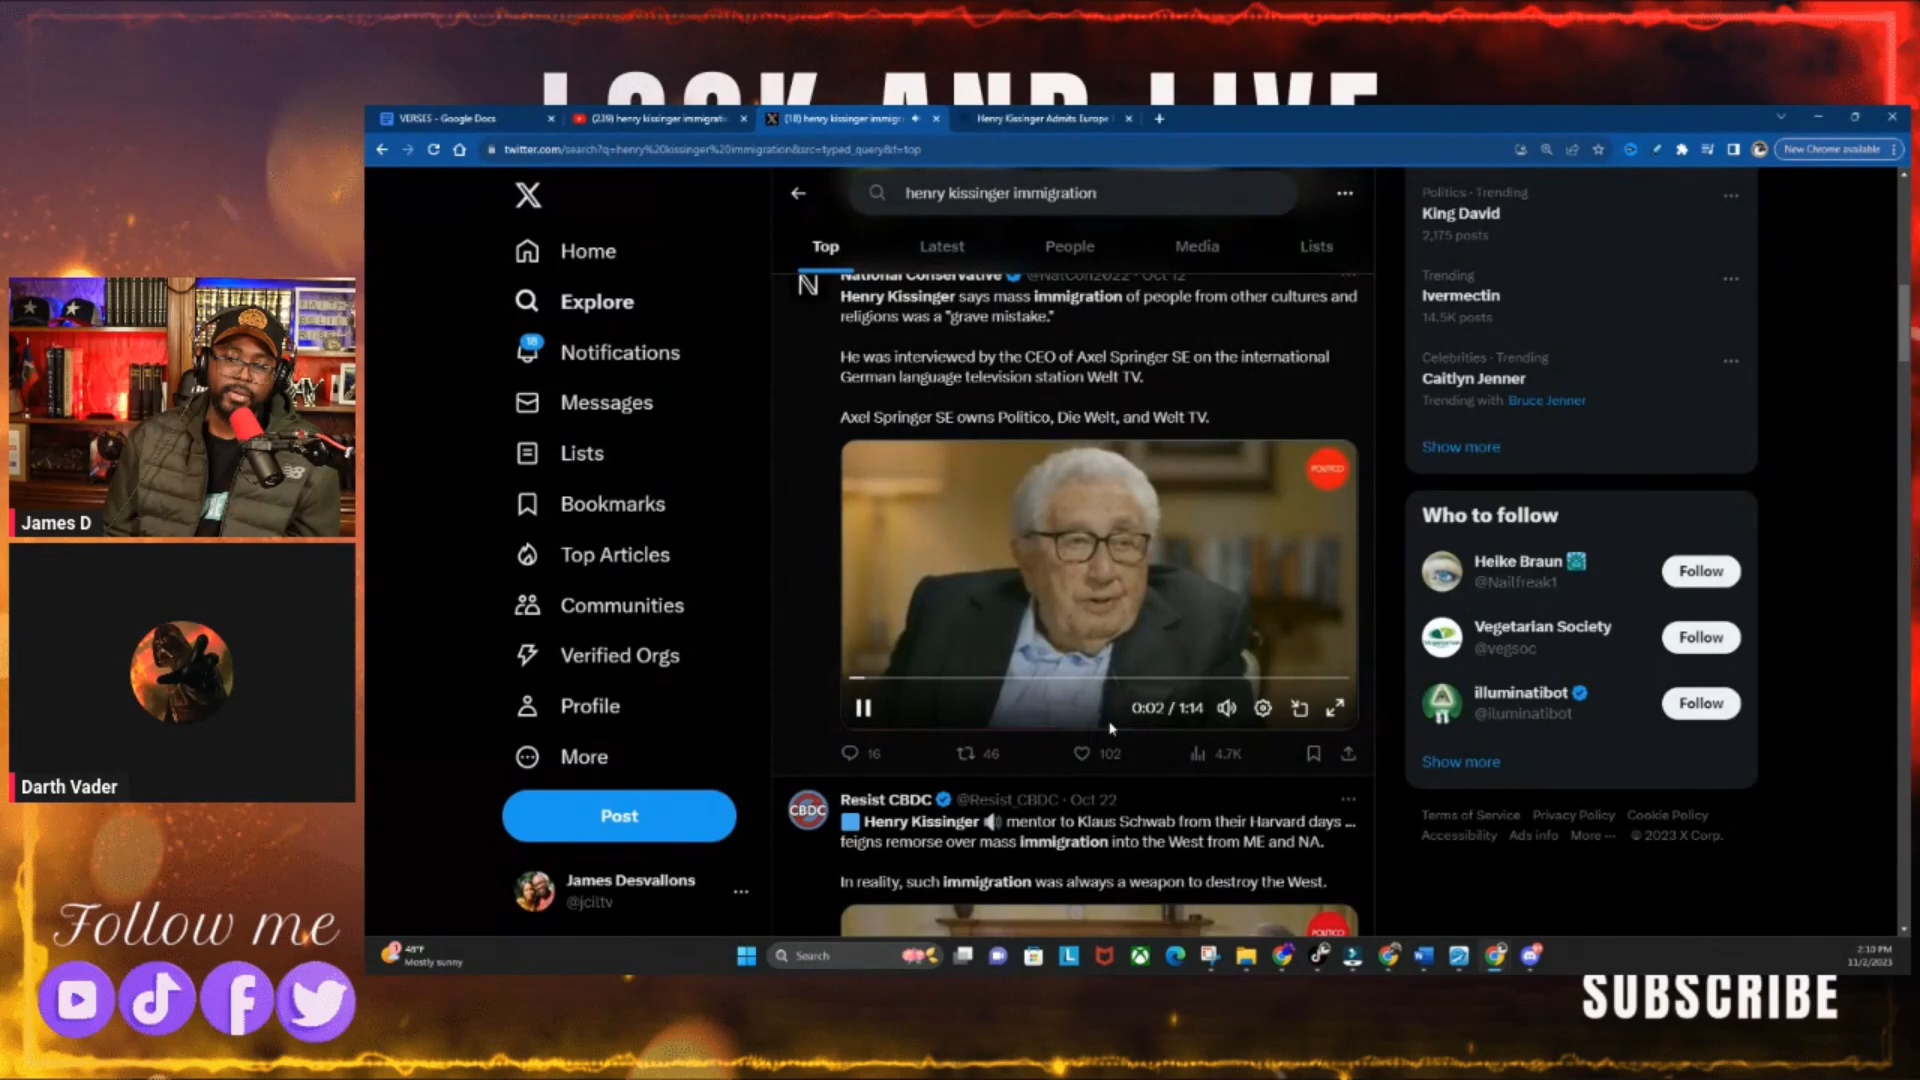 LOOK AND LIVE
VERSES - Google Docs
(239) henry kissinger immigrati
(18) henry kissinger immigr
Henry Kissinger Admits Europe
twitter.com/search?q=henry%20kissinger%20immigration&src=typed_query&f=top
New Chrome available
henry kissinger immigration
Top
Latest
People
Media
Lists
Home
Explore
18
Notifications
Messages
Lists
Bookmarks
Top Articles
Communities
Verified Orgs
Profile
More
Post
James Desvallons
@jciltv
National Conservative @NatCon2022 · Oct 12
Henry Kissinger says mass immigration of people from other cultures and
religions was a "grave mistake."
He was interviewed by the CEO of Axel Springer SE on the international
German language television station Welt TV.
Axel Springer SE owns Politico, Die Welt, and Welt TV.
POLITICO
0:02 / 1:14
16
46
102
4.7K
CBDC
Resist CBDC @Resist_CBDC · Oct 22
Henry Kissinger mentor to Klaus Schwab from their Harvard days ...
feigns remorse over mass immigration into the West from ME and NA.
In reality, such immigration was always a weapon to destroy the West.
POLITICO
Politics · Trending
King David
2,175 posts
Trending
Ivermectin
14.5K posts
Celebrities · Trending
Caitlyn Jenner
Trending with Bruce Jenner
Show more
Who to follow
Heike Braun
@Nailfreak1
Follow
Vegetarian Society
@vegsoc
Follow
illuminatibot
@iluminatibot
Follow
Show more
Terms of Service Privacy Policy Cookie Policy
Accessibility Ads info More ··· © 2023 X Corp.
48°F
Mostly sunny
Search
2:10 PM
11/2/2023
James D
Darth Vader
Follow me
SUBSCRIBE